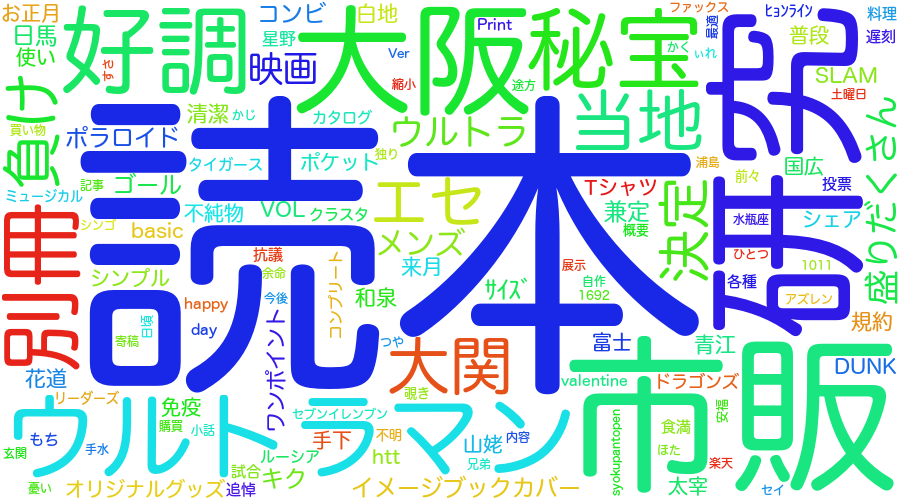 お正月
コンビ
白地
Print
ファックス
ﾋｮﾝﾗｲﾝ
料理
日馬
好調
星野
大阪
秘宝
最適
かく
いれ
普段
遅刻
使い
すさ
映画
Ver
縮小
途方
研究
SLAM
土曜日
負け
買い物
清潔
かじ
カタログ
ウルトラ
当地
盛りだくさん
ポラロイド
タイガース
ポケット
独り
浦島
国広
記事
ミュージカル
ゴール
読本
エセ
Tシャツ
決定
前々
投票
別冊
シンゴ
不純物
VOL
クラスタ
兼定
水瓶座
シェア
basic
抗議
メンズ
概要
ひとつ
シンプル
余命
コンプリート
来月
ｻｲｽﾞ
展示
自作
各種
1011
happy
今後
和泉
1692
アズレン
寄稿
日頃
day
ワンポイント
つや
大関
富士
青江
規約
花道
valentine
市販
DUNK
リーダーズ
免疫
セブンイレンブン
覗き
ドラゴンズ
もち
ウルトラマン
購買
小話
安福
玄関
手水
手下
不明
山姥
内容
syokupantopen
食満
ほた
試合
ルーシア
htt
兄弟
楽天
憂い
オリジナルグッズ
追悼
キク
イメージブックカバー
太宰
セイ